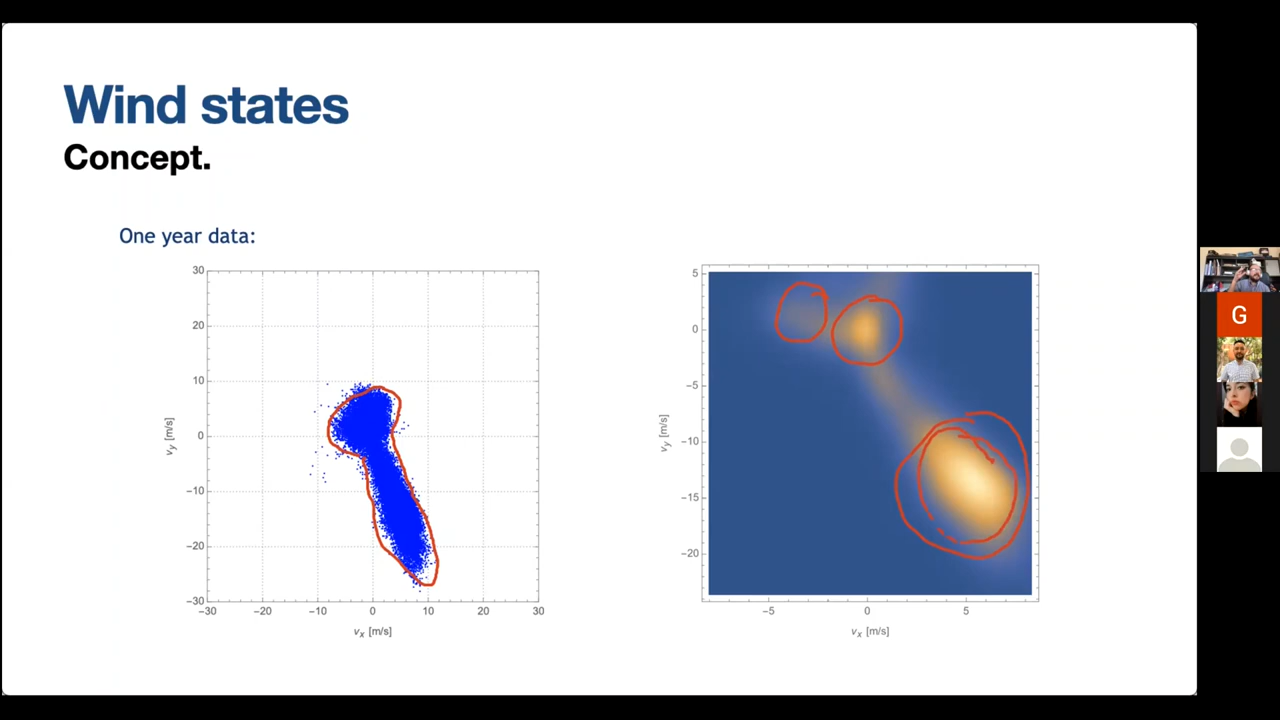 Wind states
Concept.
One year data:
30
20
10
0
−10
−20
−30
−30 −20 −10 0 10 20 30
vy [m/s]
vx [m/s]
5
0
−5
−10
−15
−20
−5 0 5
vy [m/s]
vx [m/s]
G